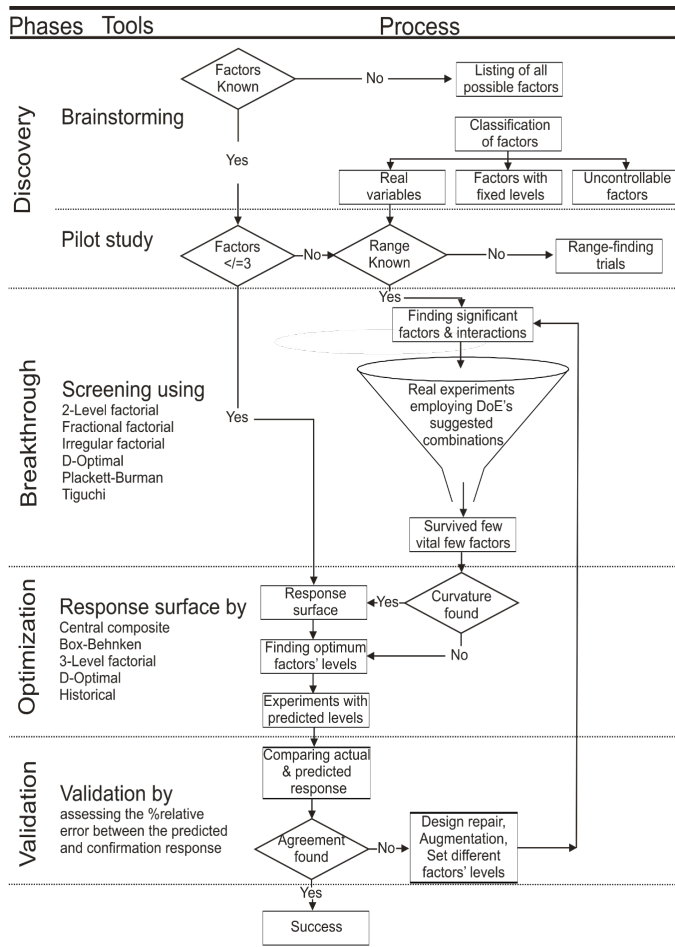 Phases Tools Process
Discovery
Brainstorming
Factors
Known
No
Listing of all
possible factors
Yes
Classification
of factors
Real
variables
Factors with
fixed levels
Uncontrollable
factors
Pilot study
Factors
</=3
No
Range
Known
No
Range-finding
trials
Yes
Breakthrough
Finding significant
factors & interactions
Screening using
2-Level factorial
Fractional factorial
Irregular factorial
D-Optimal
Plackett-Burman
Tiguchi
Yes
Real experiments
employing DoE's
suggested
combinations
Survived few
vital few factors
Optimization
Response surface by
Central composite
Box-Behnken
3-Level factorial
D-Optimal
Historical
Response
surface
Yes
Curvature
found
No
Finding optimum
factors' levels
Experiments with
predicted levels
Validation
Validation by
assessing the %relative
error between the predicted
and confirmation response
Comparing actual
& predicted
response
Agreement
found
No
Design repair,
Augmentation,
Set different
factors' levels
Yes
Success